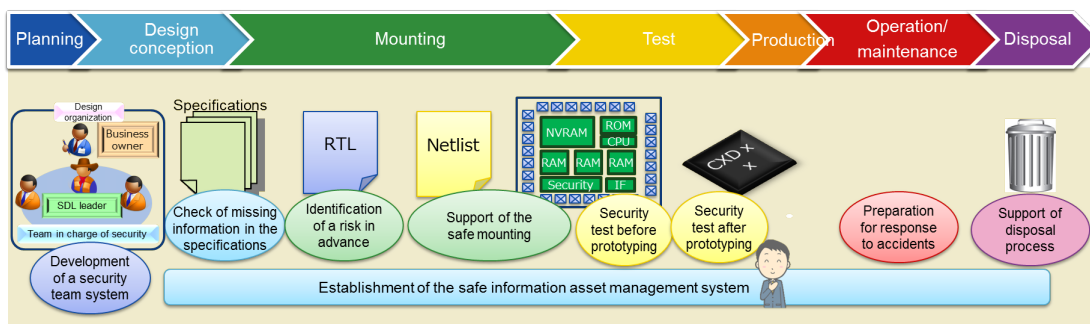 Planning
Design
conception
Mounting
Test
Production
Operation/
maintenance
Disposal
Design
organization
Business
owner
SDL leader
Team in charge of security
Development
of a security
team system
Specifications
Check of missing
information in the
specifications
RTL
Identification
of a risk in
advance
Netlist
Support of the
safe mounting
NVRAM
ROM
CPU
RAM
RAM
RAM
Security
IF
Security
test before
prototyping
CXD x x
x
Security
test after
prototyping
Preparation
for response
to accidents
Support of
disposal
process
Establishment of the safe information asset management system